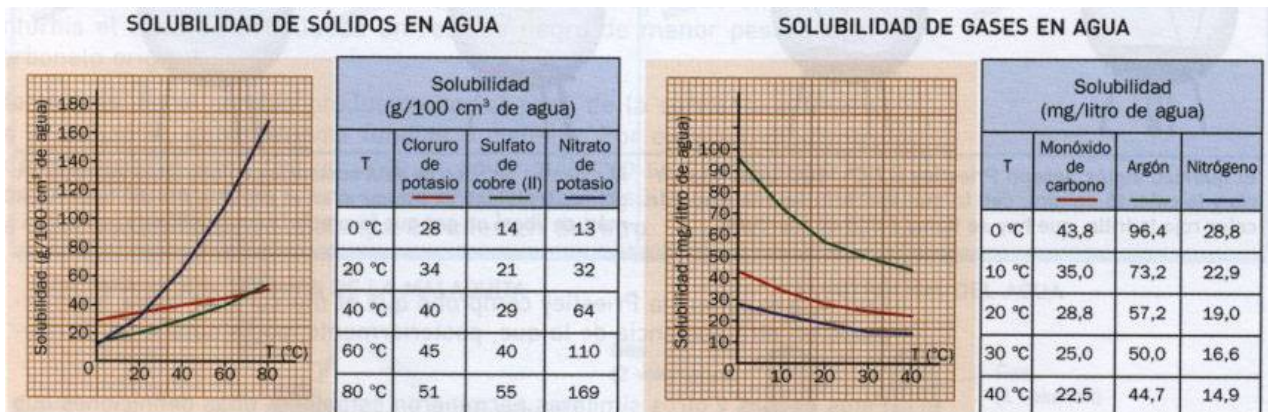 SOLUBILIDAD DE SÓLIDOS EN AGUA
Solubilidad (g/100 cm³ de agua)
180
160
140
120
100
80
60
40
20
0 20 40 60 80
T (°C)
Solubilidad
(g/100 cm³ de agua)
T Cloruro de potasio Sulfato de cobre (II) Nitrato de potasio
0 °C 28 14 13
20 °C 34 21 32
40 °C 40 29 64
60 °C 45 40 110
80 °C 51 55 169
SOLUBILIDAD DE GASES EN AGUA
Solubilidad (mg/litro de agua)
100
90
80
70
60
50
40
30
20
10
0 10 20 30 40
T (°C)
Solubilidad
(mg/litro de agua)
T Monóxido de carbono Argón Nitrógeno
0 °C 43,8 96,4 28,8
10 °C 35,0 73,2 22,9
20 °C 28,8 57,2 19,0
30 °C 25,0 50,0 16,6
40 °C 22,5 44,7 14,9